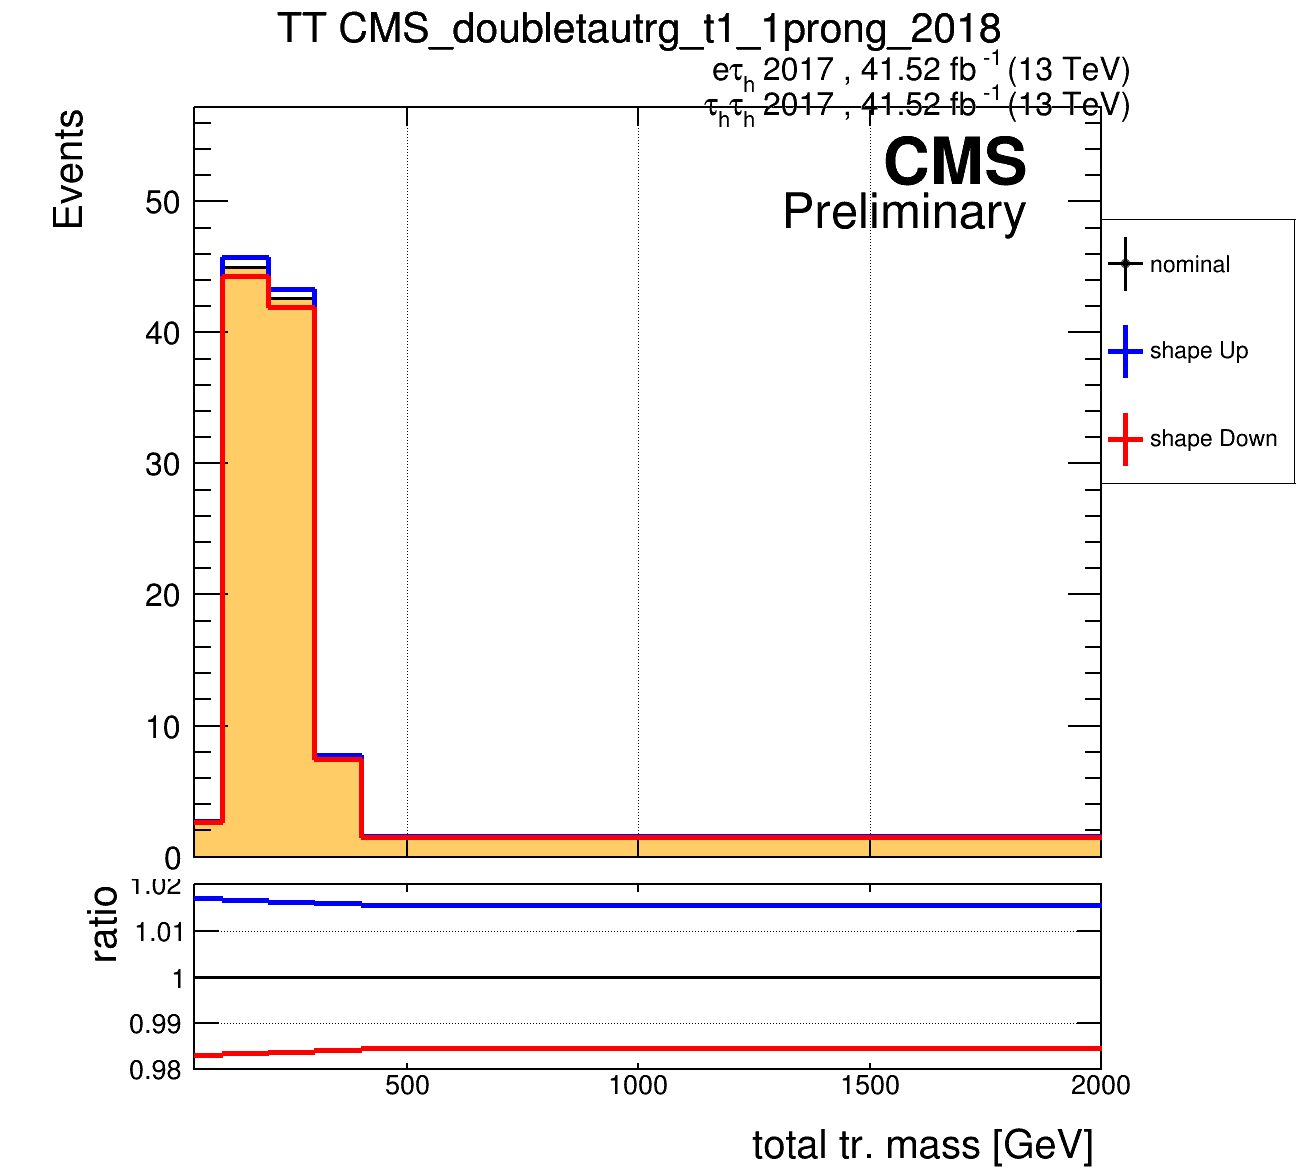 TT CMS_doubletautrg_t1_1prong_2018
eτh 2017 , 41.52 fb -1 (13 TeV)
τhτh 2017 , 41.52 fb -1 (13 TeV)
CMS
Preliminary
Events
50
40
30
20
10
0
nominal
shape Up
shape Down
ratio
1.02
1.01
1
0.99
0.98
500 1000 1500 2000
total tr. mass [GeV]